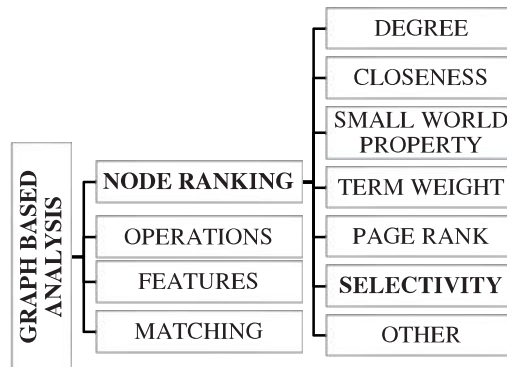 GRAPH BASED
ANALYSIS
NODE RANKING
OPERATIONS
FEATURES
MATCHING
DEGREE
CLOSENESS
SMALL WORLD
PROPERTY
TERM WEIGHT
PAGE RANK
SELECTIVITY
OTHER